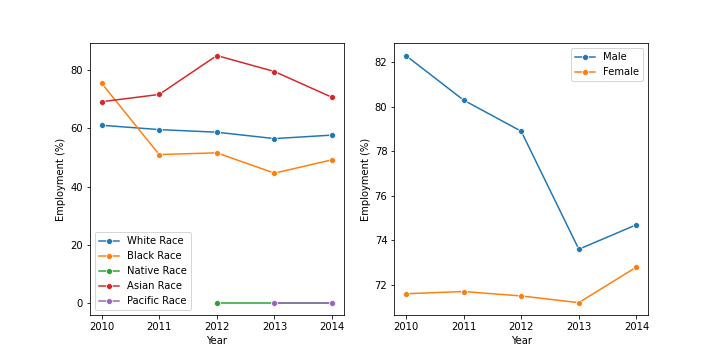 80
60
40
20
0
Employment (%)
White Race
Black Race
Native Race
Asian Race
Pacific Race
2010 2011 2012 2013 2014
Year
82
80
78
76
74
72
Employment (%)
Male
Female
2010 2011 2012 2013 2014
Year